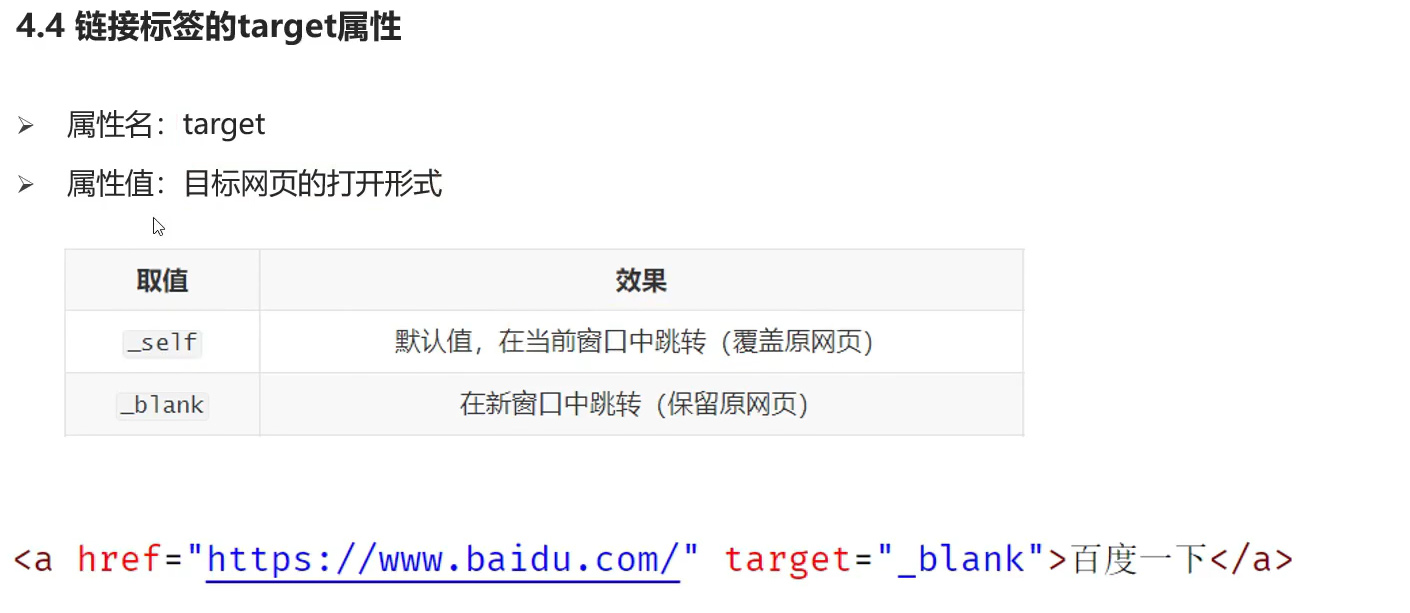 4.4 链接标签的target属性
属性名：target
属性值：目标网页的打开形式
取值 效果
_self 默认值，在当前窗口中跳转（覆盖原网页）
_blank 在新窗口中跳转（保留原网页）
<a href="https://www.baidu.com/" target="_blank">百度一下</a>